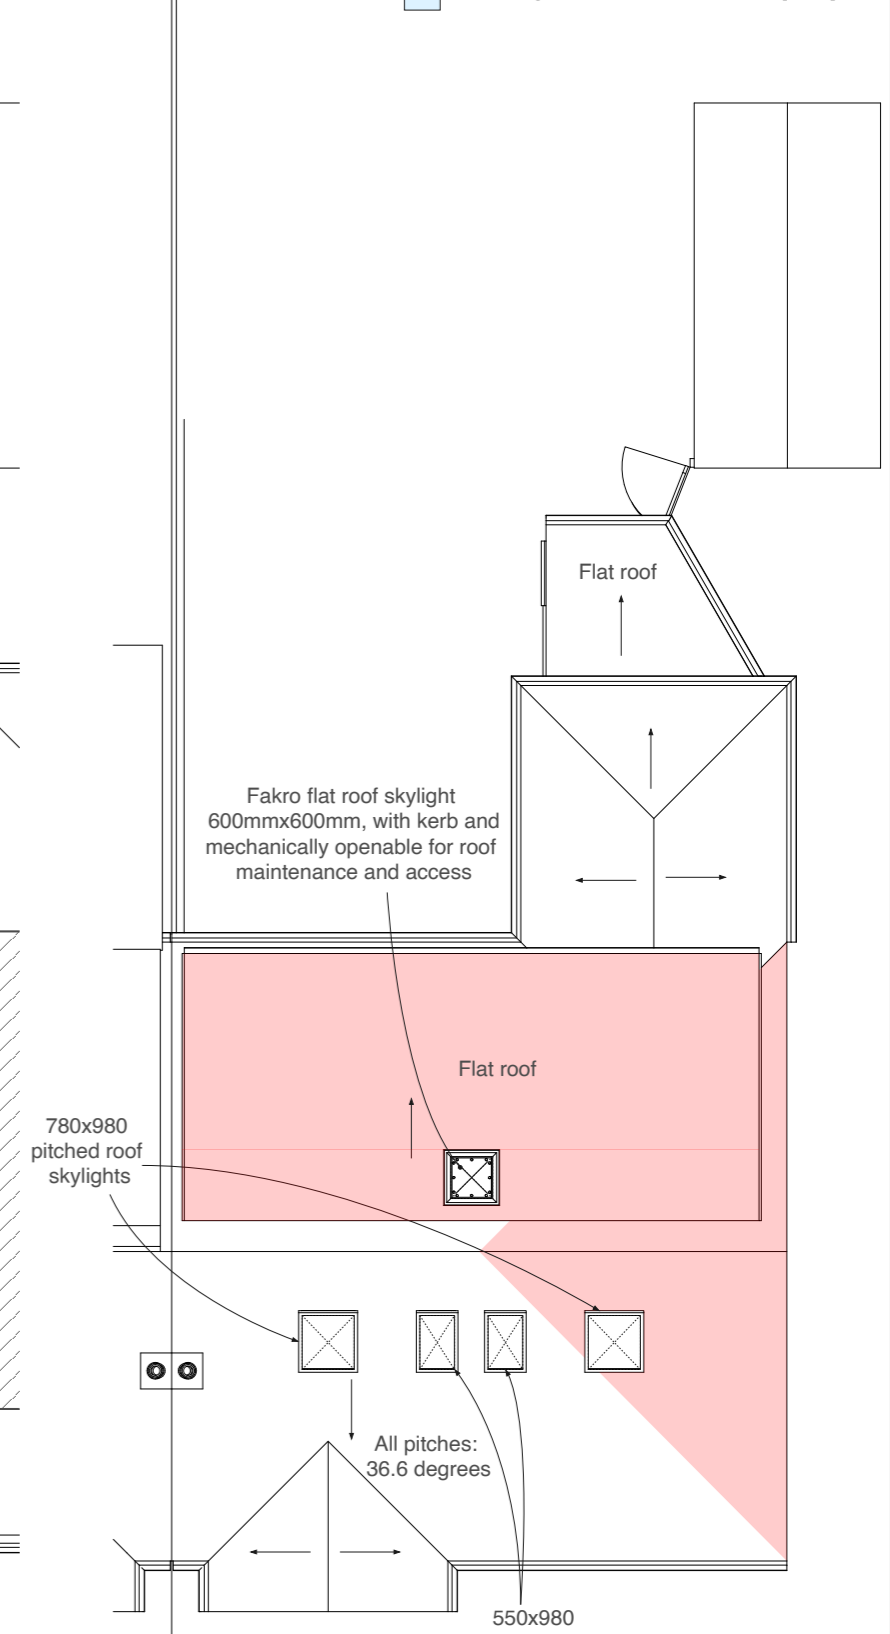 Flat roof
Fakro flat roof skylight
600mmx600mm, with kerb and
mechanically openable for roof
maintenance and access
Flat roof
780x980
pitched roof
skylights
All pitches:
36.6 degrees
550x980